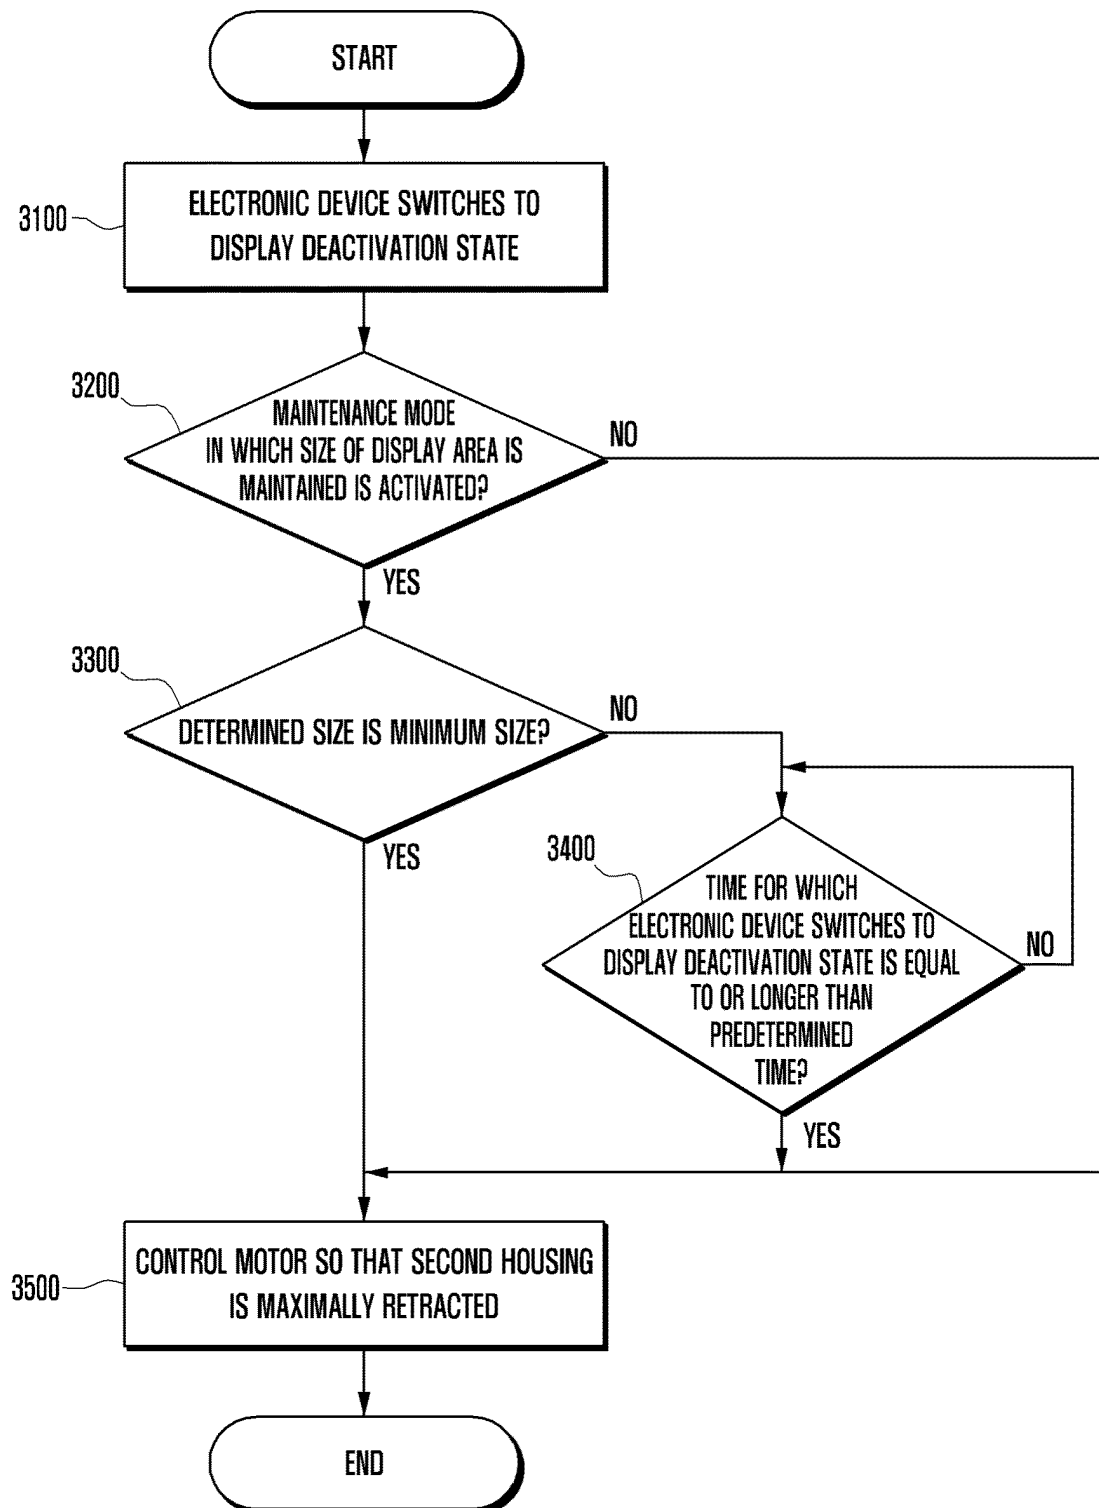 START
3100
ELECTRONIC DEVICE SWITCHES TO
DISPLAY DEACTIVATION STATE
3200
MAINTENANCE MODE
IN WHICH SIZE OF DISPLAY AREA IS
MAINTAINED IS ACTIVATED?
NO
YES
3300
DETERMINED SIZE IS MINIMUM SIZE?
NO
YES
3400
TIME FOR WHICH
ELECTRONIC DEVICE SWITCHES TO
DISPLAY DEACTIVATION STATE IS EQUAL
TO OR LONGER THAN
PREDETERMINED
TIME?
NO
YES
3500
CONTROL MOTOR SO THAT SECOND HOUSING
IS MAXIMALLY RETRACTED
END